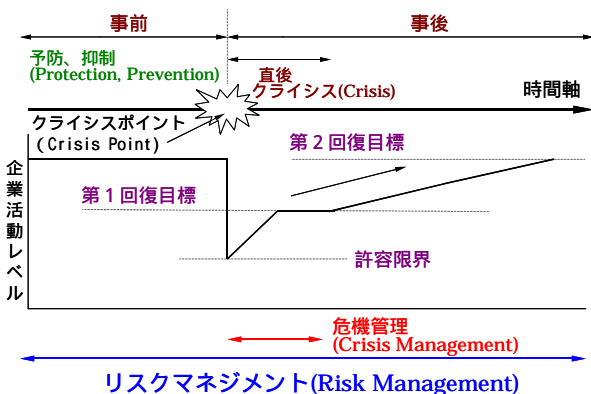 事前
事後
予防、抑制
(Protection, Prevention)
直後
クライシス(Crisis)
時間軸
クライシスポイント
(Crisis Point)
第2回復目標
企業活動レベル
第1回復目標
許容限界
危機管理
(Crisis Management)
リスクマネジメント(Risk Management)